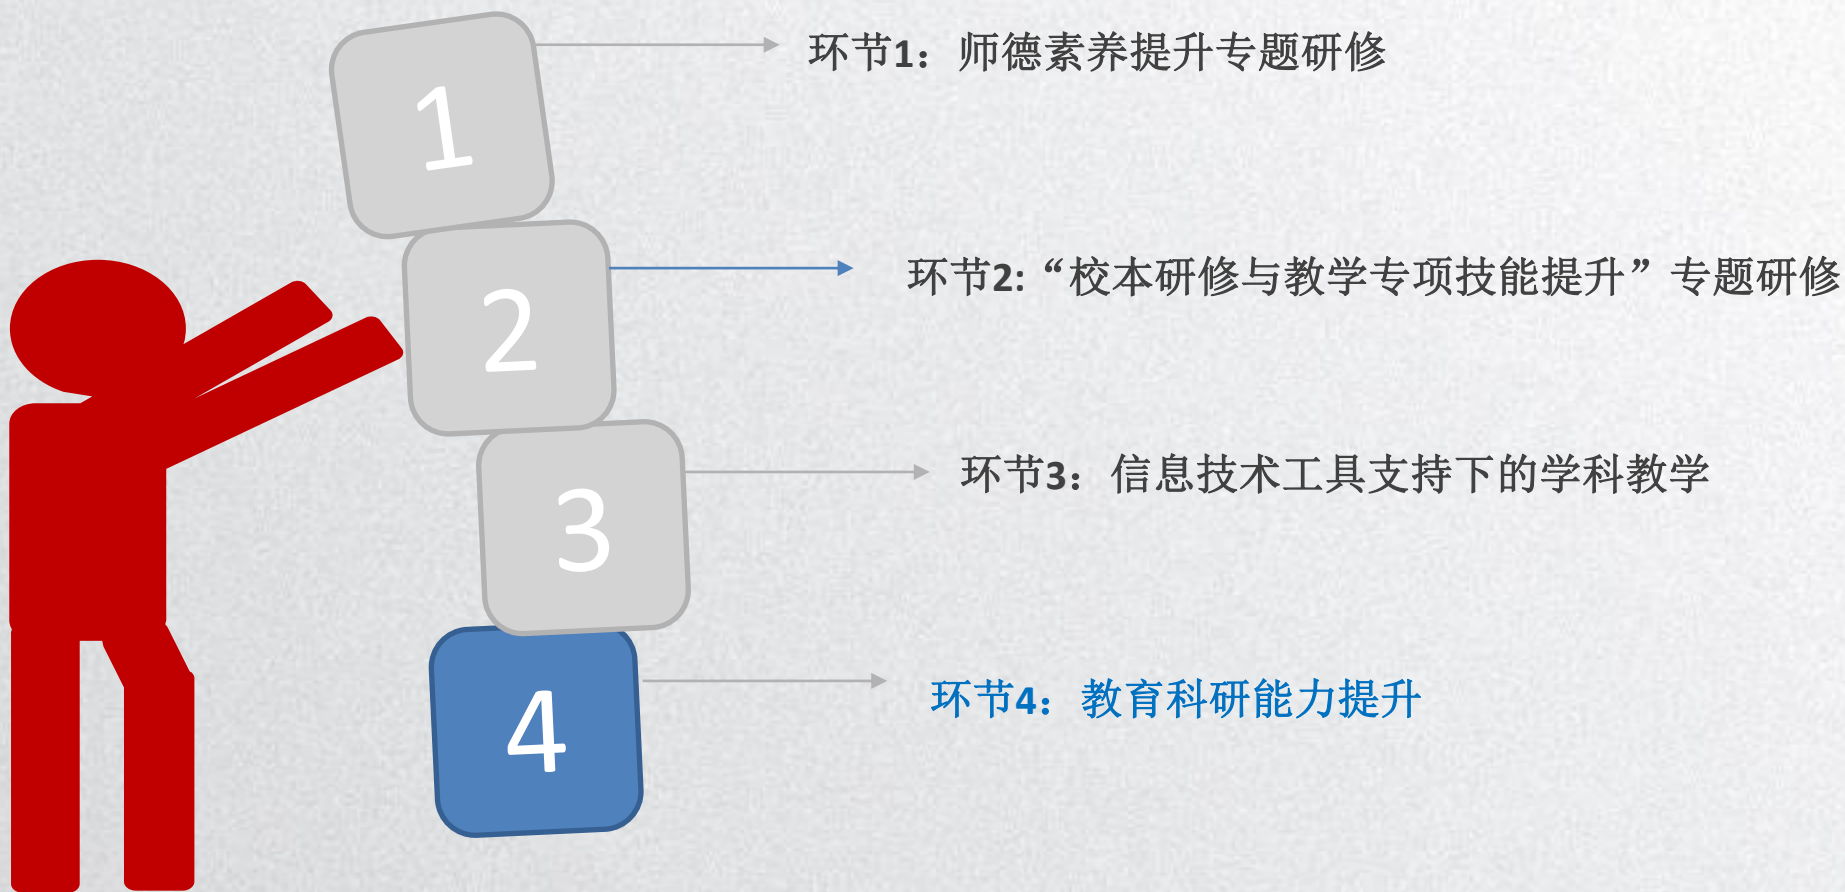 1
环节1：师德素养提升专题研修
2
环节2:“校本研修与教学专项技能提升”专题研修
3
环节3：信息技术工具支持下的学科教学
4
环节4：教育科研能力提升